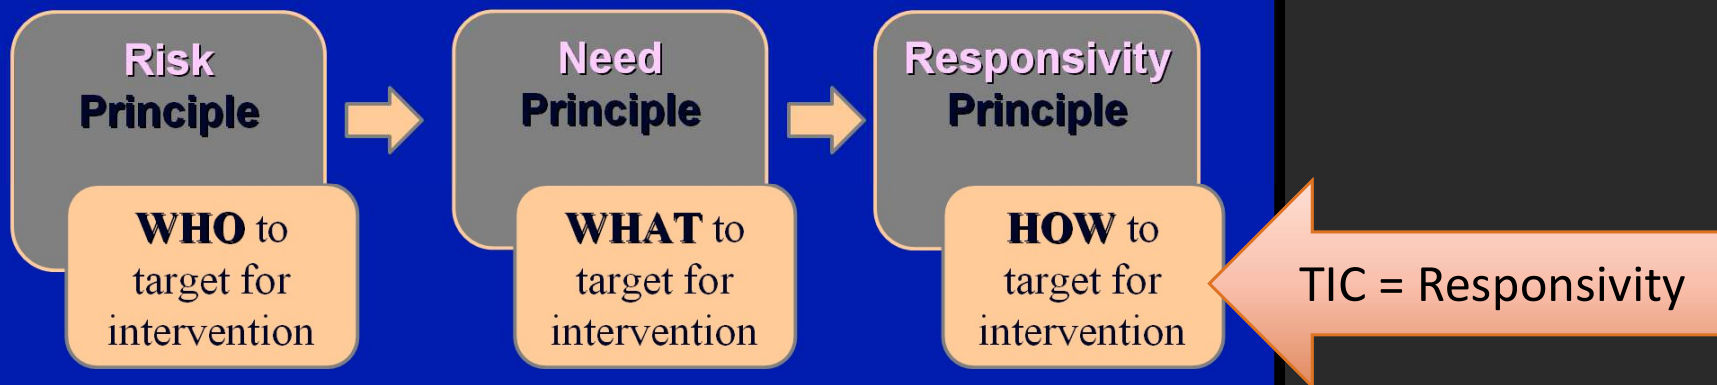 Risk
Principle
WHO to
target for
intervention
Need
Principle
WHAT to
target for
intervention
Responsivity
Principle
HOW to
target for
intervention
TIC = Responsivity